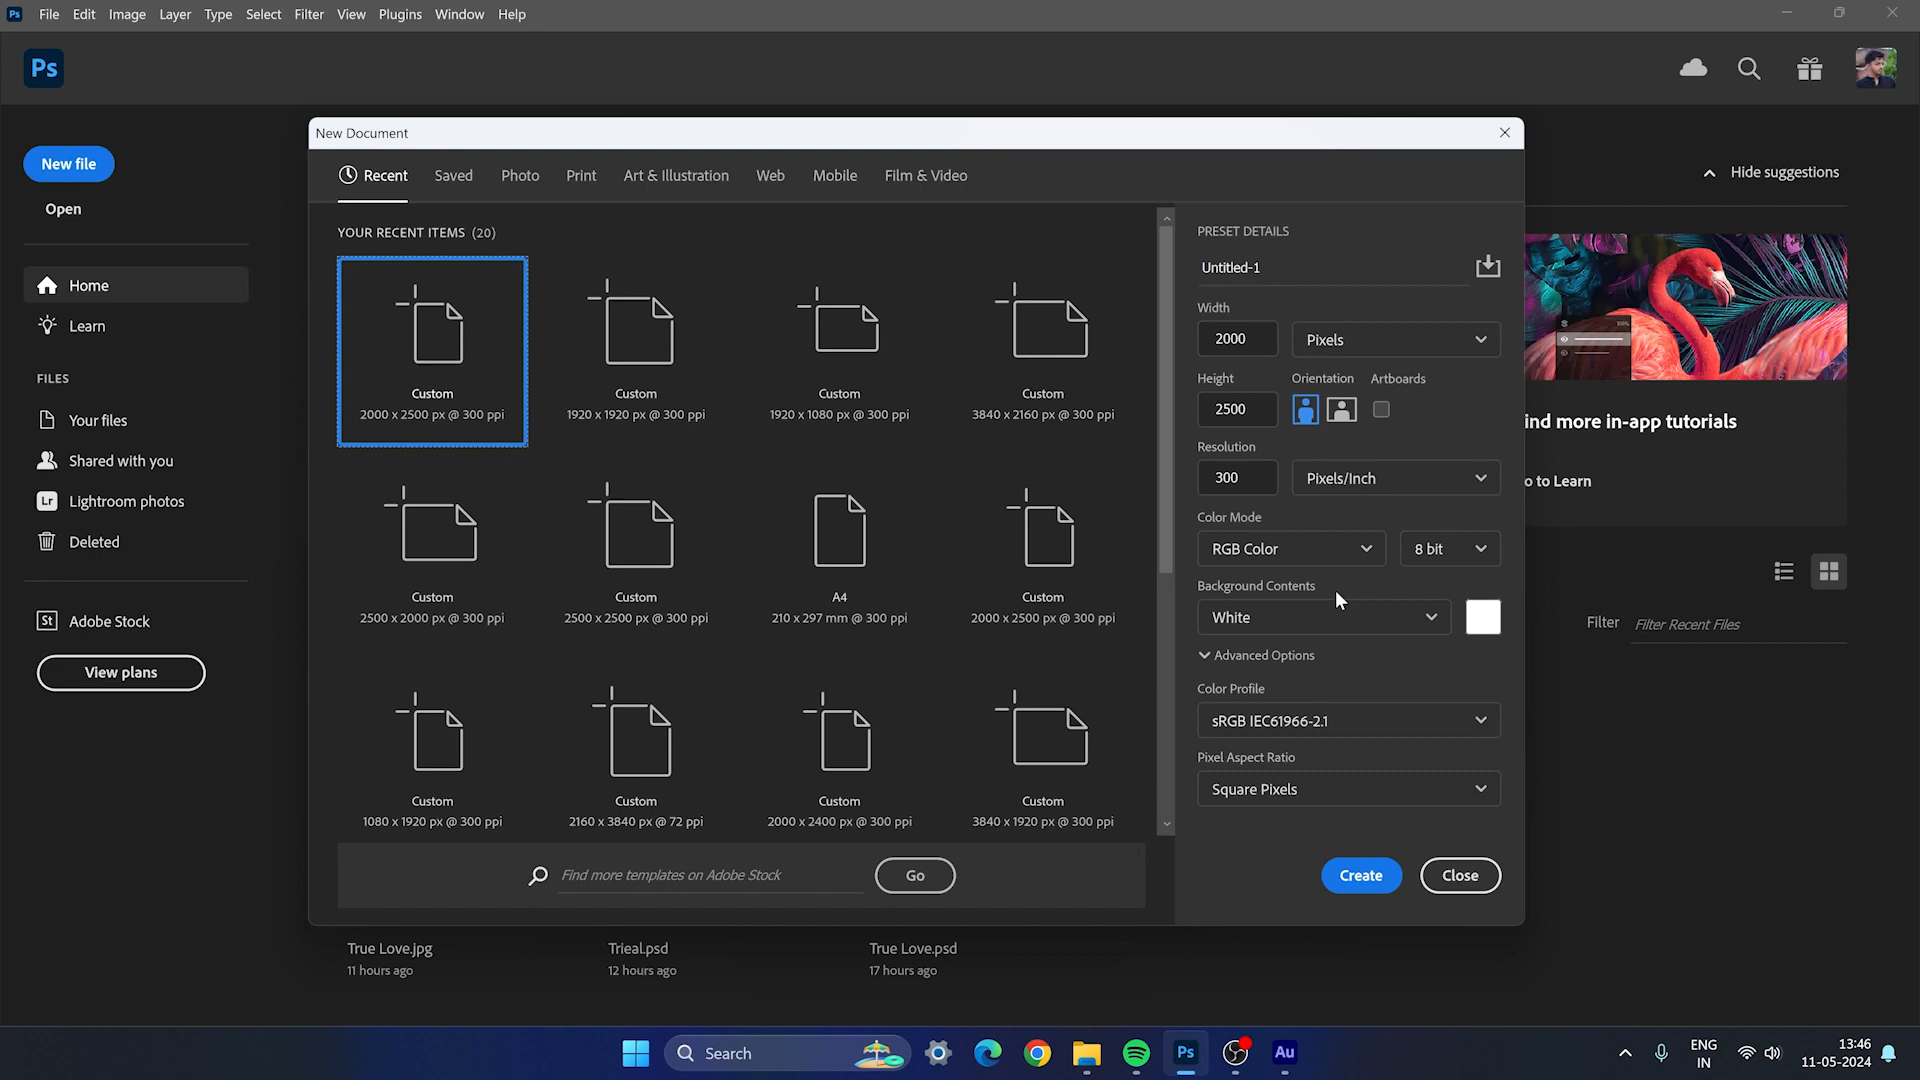 Ps File Edit Image Layer Type Select Filter View Plugins Window Help
Ps
New file
Open
Home
Learn
FILES
Your files
Shared with you
Lr Lightroom photos
Deleted
St Adobe Stock
View plans
New Document
Recent Saved Photo Print Art & Illustration Web Mobile Film & Video
YOUR RECENT ITEMS (20)
Custom
2000 x 2500 px @ 300 ppi
Custom
1920 x 1920 px @ 300 ppi
Custom
1920 x 1080 px @ 300 ppi
Custom
3840 x 2160 px @ 300 ppi
Custom
2500 x 2000 px @ 300 ppi
Custom
2500 x 2500 px @ 300 ppi
A4
210 x 297 mm @ 300 ppi
Custom
2000 x 2500 px @ 300 ppi
Custom
1080 x 1920 px @ 300 ppi
Custom
2160 x 3840 px @ 72 ppi
Custom
2000 x 2400 px @ 300 ppi
Custom
3840 x 1920 px @ 300 ppi
Find more templates on Adobe Stock Go
PRESET DETAILS
Untitled-1
Width
2000 Pixels
Height Orientation Artboards
2500
Resolution
300 Pixels/Inch
Color Mode
RGB Color 8 bit
Background Contents
White
Advanced Options
Color Profile
sRGB IEC61966-2.1
Pixel Aspect Ratio
Square Pixels
Create Close
Hide suggestions
ind more in-app tutorials
o to Learn
Filter Filter Recent Files
True Love.jpg
11 hours ago
Trieal.psd
12 hours ago
True Love.psd
17 hours ago
Search
Ps
Au
ENG
IN
13:46
11-05-2024